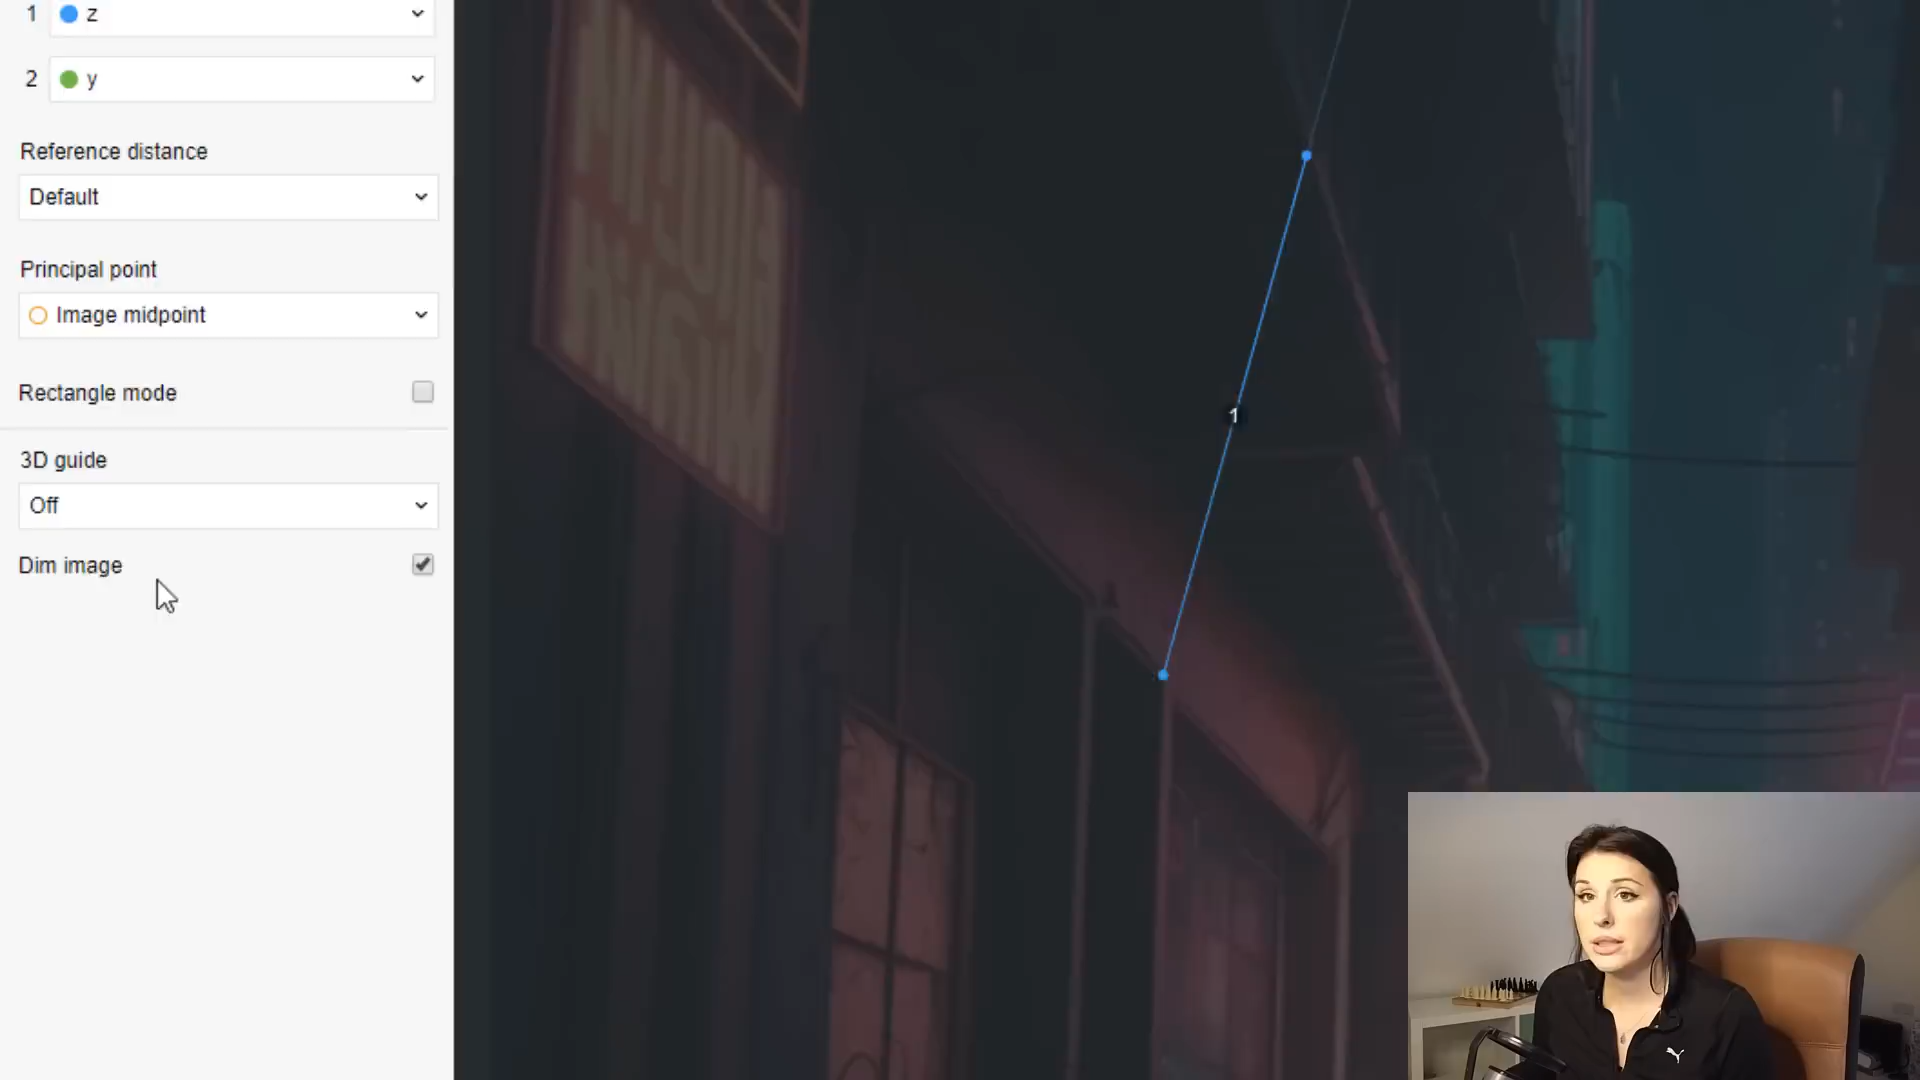 1 z
2 y
Reference distance
Default
Principal point
Image midpoint
Rectangle mode
3D guide
Off
Dim image
1